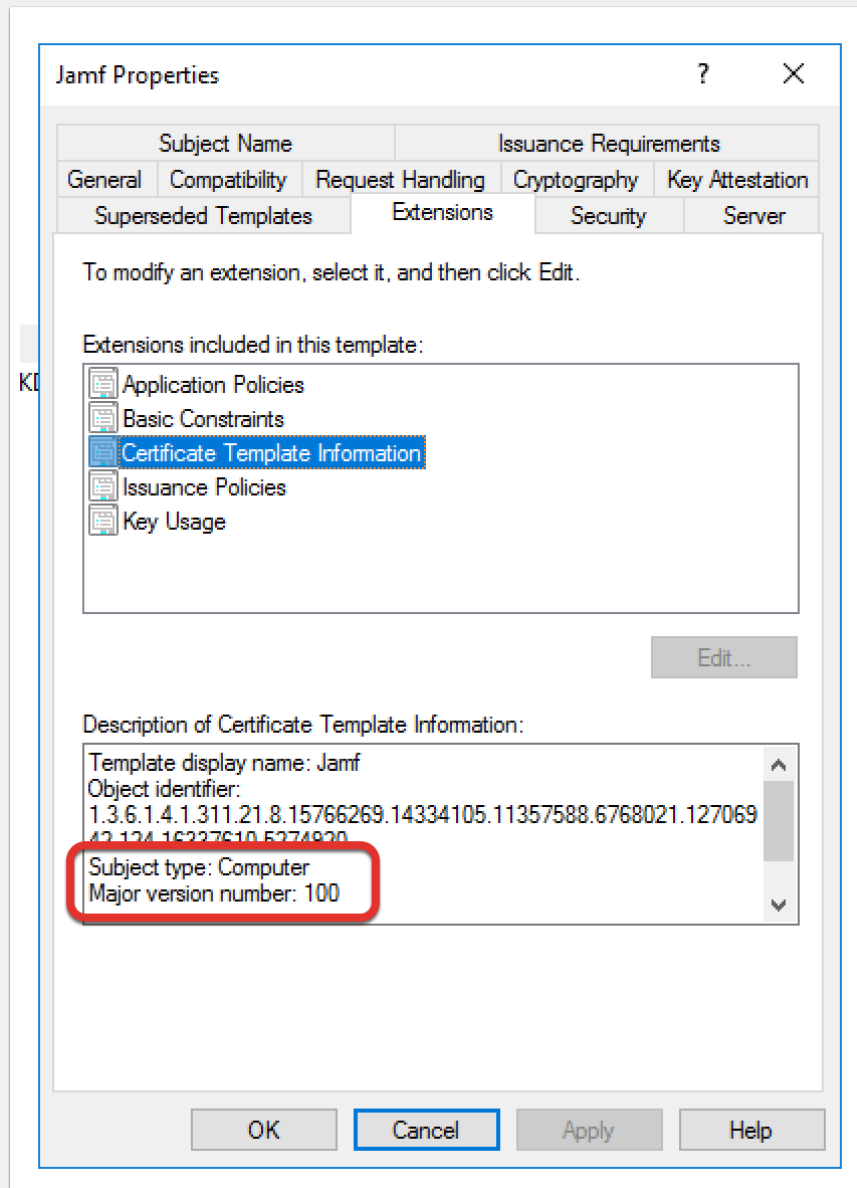 Jamf Properties
?
Subject Name
Issuance Requirements
General
Compatibility
Request Handling
Cryptography
Key Attestation
Superseded Templates
Extensions
Security
Server
To modify an extension, select it, and then click Edit.
Extensions included in this template:
Application Policies
Basic Constraints
Certificate Template Information
Issuance Policies
Key Usage
Edit...
Description of Certificate Template Information:
Template display name: Jamf
Object identifier:
1.3.6.1.4.1.311.21.8.15766269.14334105.11357588.6768021.127069
42.124.16337610.5274920
Subject type: Computer
Major version number: 100
OK
Cancel
Apply
Help